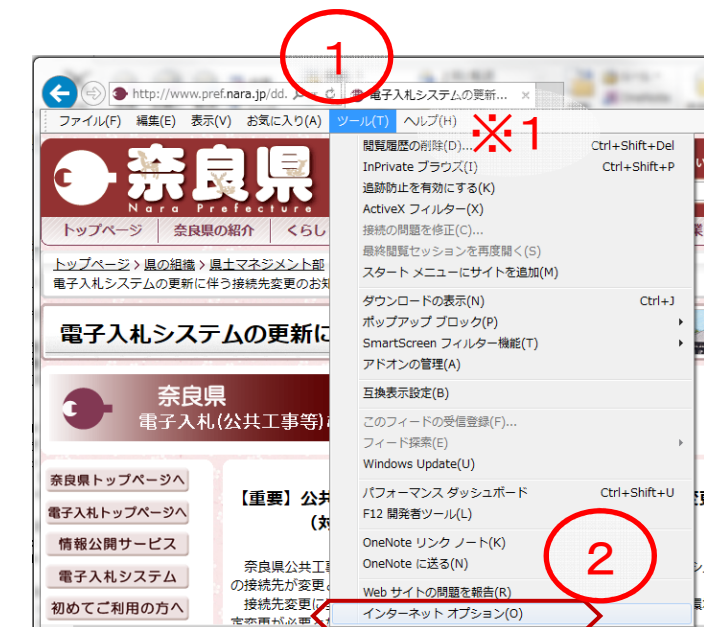 1
http://www.pref.nara.jp/dd.
電子入札システムの更新...
ファイル(F) 編集(E) 表示(V) お気に入り(A) ツール(T) ヘルプ(H)
※1
閲覧履歴の削除(D)... Ctrl+Shift+Del
InPrivate ブラウズ(I) Ctrl+Shift+P
追跡防止を有効にする(K)
ActiveX フィルター(X)
接続の問題を修正(C)...
最終閲覧セッションを再度開く(S)
スタート メニューにサイトを追加(M)
ダウンロードの表示(N) Ctrl+J
ポップアップ ブロック(P)
SmartScreen フィルター機能(T)
アドオンの管理(A)
互換表示設定(B)
このフィードの受信登録(F)...
フィード探索(E)
Windows Update(U)
パフォーマンス ダッシュボード Ctrl+Shift+U
F12 開発者ツール(L)
OneNote リンク ノート(K)
OneNote に送る(N)
Web サイトの問題を報告(R)
インターネット オプション(O)
2
奈良県
Nara Prefecture
トップページ 奈良県の紹介 くらし
トップページ > 県の組織 > 県土マネジメント部
電子入札システムの更新に伴う接続先変更のお知
電子入札システムの更新に
奈良県
電子入札(公共工事等)
奈良県トップページへ
電子入札トップページへ
情報公開サービス
電子入札システム
初めてご利用の方へ
【重要】公共
(対
奈良県公共工事
の接続先が変更と
接続先変更に
定変更が必要